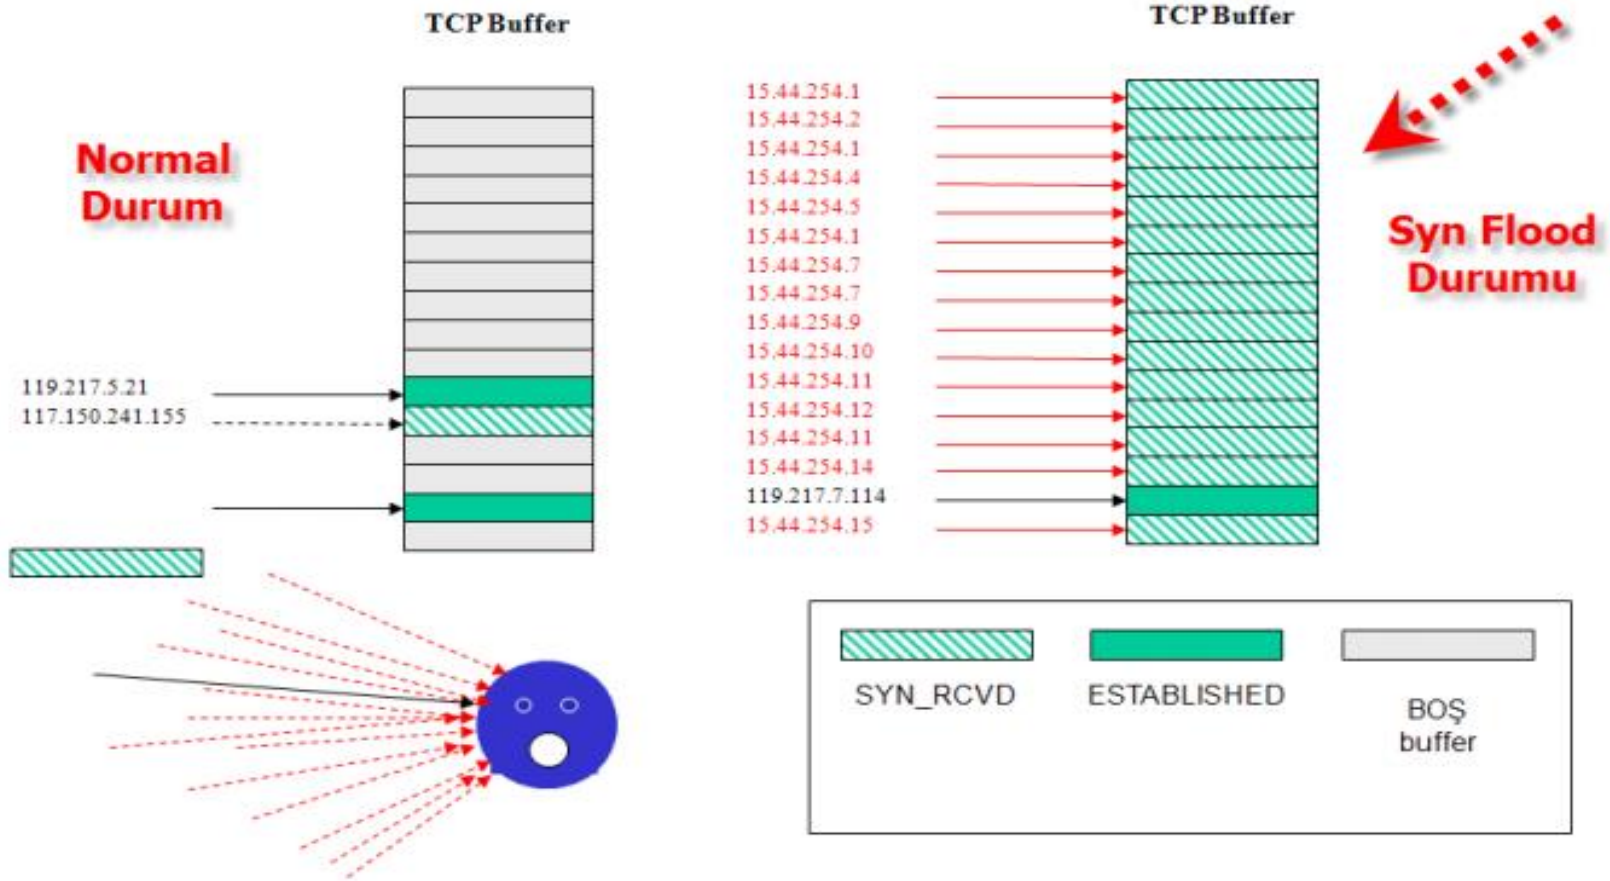 TCP Buffer
Normal
Durum
119.217.5.21
117.150.241.155
TCP Buffer
15.44.254.1
15.44.254.2
15.44.254.1
15.44.254.4
15.44.254.5
15.44.254.1
15.44.254.7
15.44.254.7
15.44.254.9
15.44.254.10
15.44.254.11
15.44.254.12
15.44.254.11
15.44.254.14
119.217.7.114
15.44.254.15
Syn Flood
Durumu
SYN_RCVD
ESTABLISHED
BOŞ
buffer